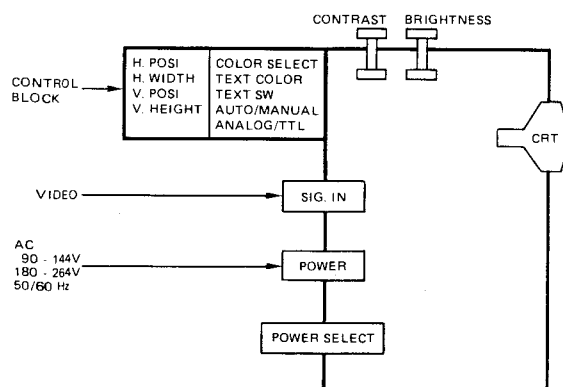 CONTRAST BRIGHTNESS
CONTROL BLOCK
H. POSI
H. WIDTH
V. POSI
V. HEIGHT
COLOR SELECT
TEXT COLOR
TEXT SW
AUTO/MANUAL
ANALOG/TTL
CRT
VIDEO
SIG. IN
AC
90 - 144V
180 - 264V
50/60 Hz
POWER
POWER SELECT